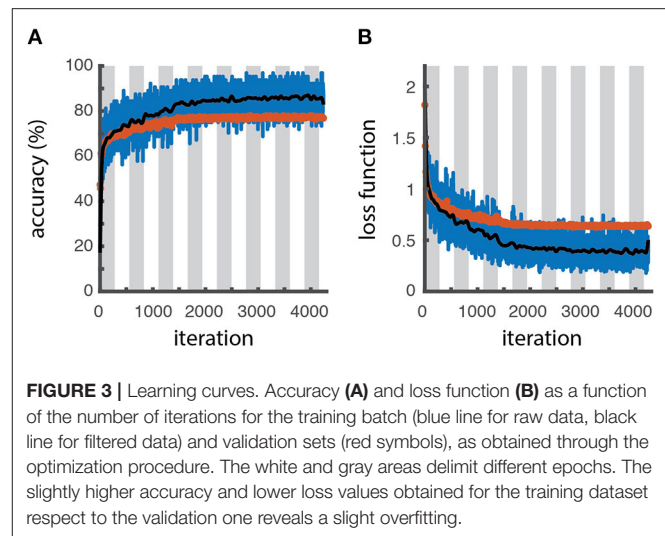 A
B
accuracy (%)
100
80
60
40
20
0
0 1000 2000 3000 4000
iteration
loss function
2
1.5
1
0.5
0
0 1000 2000 3000 4000
iteration
FIGURE 3 | Learning curves. Accuracy (A) and loss function (B) as a function
of the number of iterations for the training batch (blue line for raw data, black
line for filtered data) and validation sets (red symbols), as obtained through the
optimization procedure. The white and gray areas delimit different epochs. The
slightly higher accuracy and lower loss values obtained for the training dataset
respect to the validation one reveals a slight overfitting.